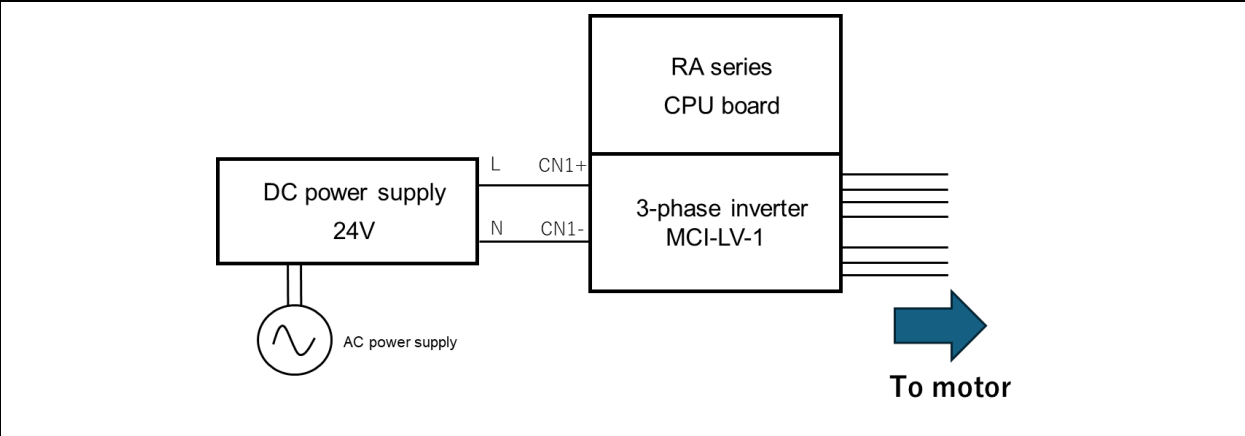 RA series
CPU board
L
CN1+
DC power supply
24V
3-phase inverter
MCI-LV-1
N
CN1-
AC power supply
To motor